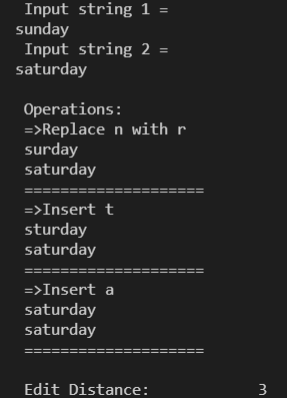 Input string 1 =
sunday
Input string 2 =
saturday
Operations:
=>Replace n with r
surday
saturday
====================
=>Insert t
sturday
saturday
====================
=>Insert a
saturday
saturday
====================
Edit Distance: 3